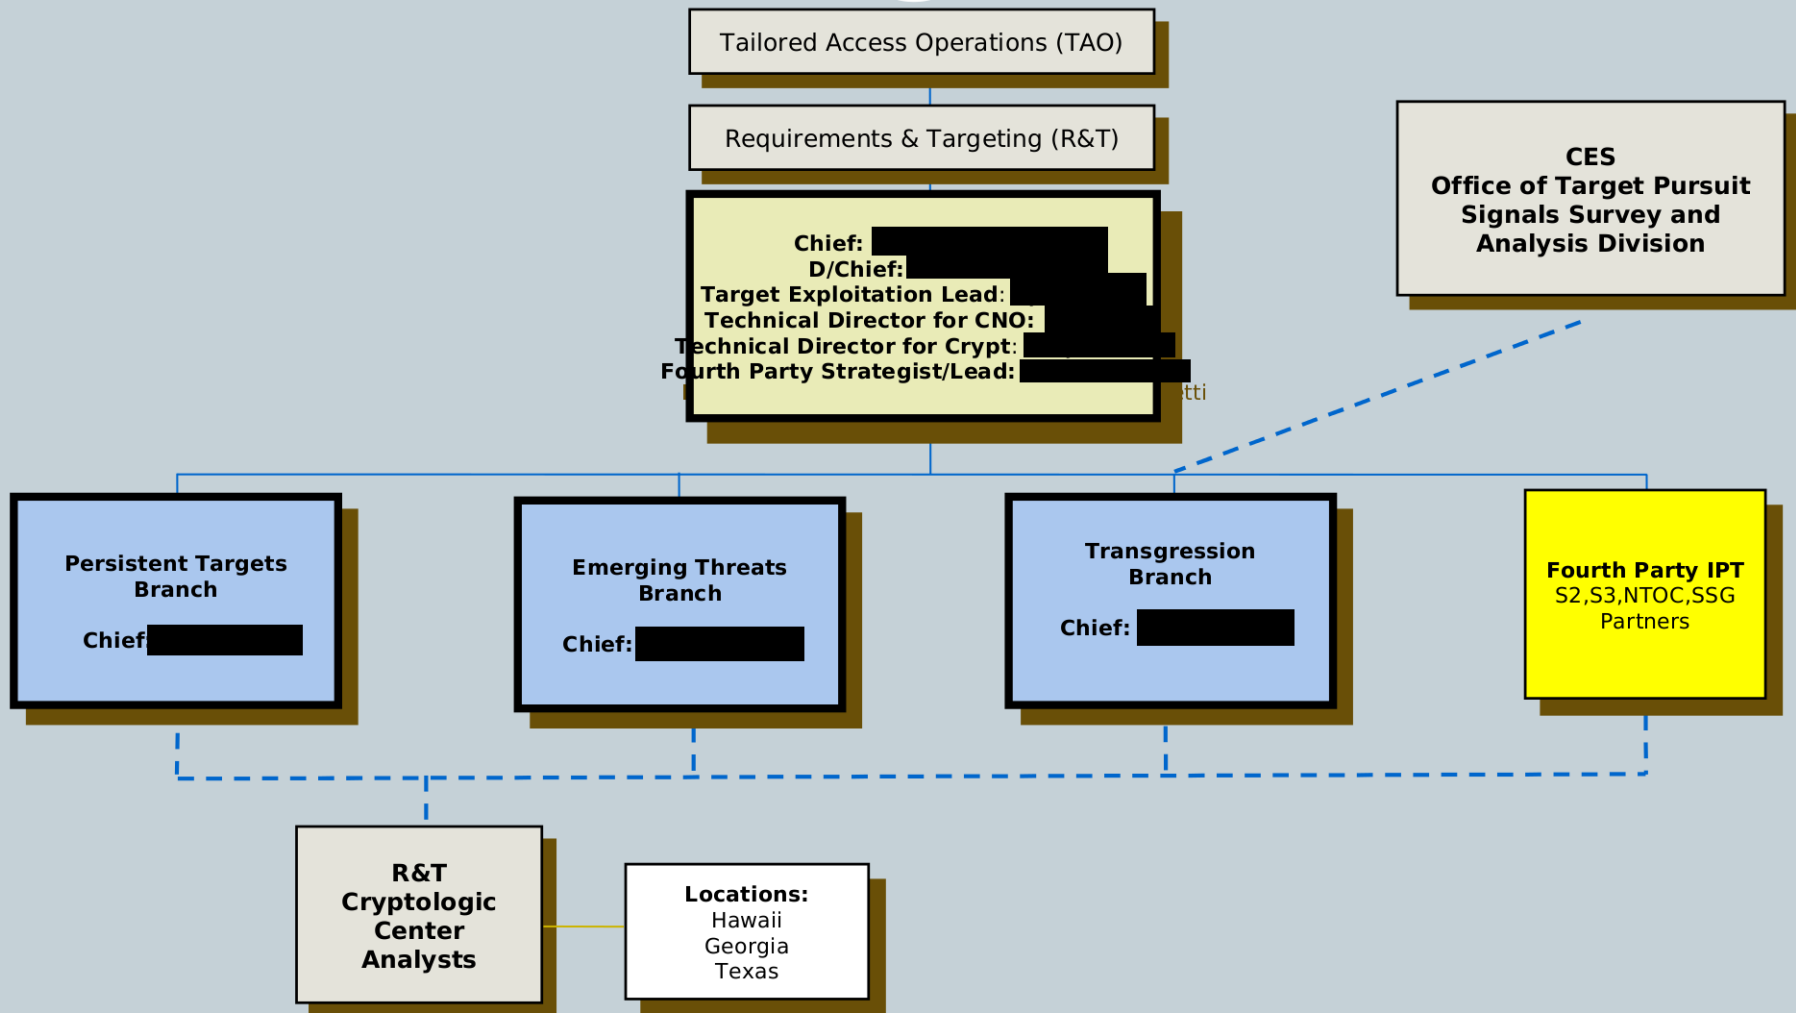 Tailored Access Operations (TAO)
Requirements & Targeting (R&T)
CES
Office of Target Pursuit
Signals Survey and
Analysis Division
Chief:
D/Chief:
Target Exploitation Lead:
Technical Director for CNO:
Technical Director for Crypt:
Fourth Party Strategist/Lead:
Persistent Targets
Branch
Chief:
Emerging Threats
Branch
Chief:
Transgression
Branch
Chief:
Fourth Party IPT
S2,S3,NTOC,SSG
Partners
R&T
Cryptologic
Center
Analysts
Locations:
Hawaii
Georgia
Texas